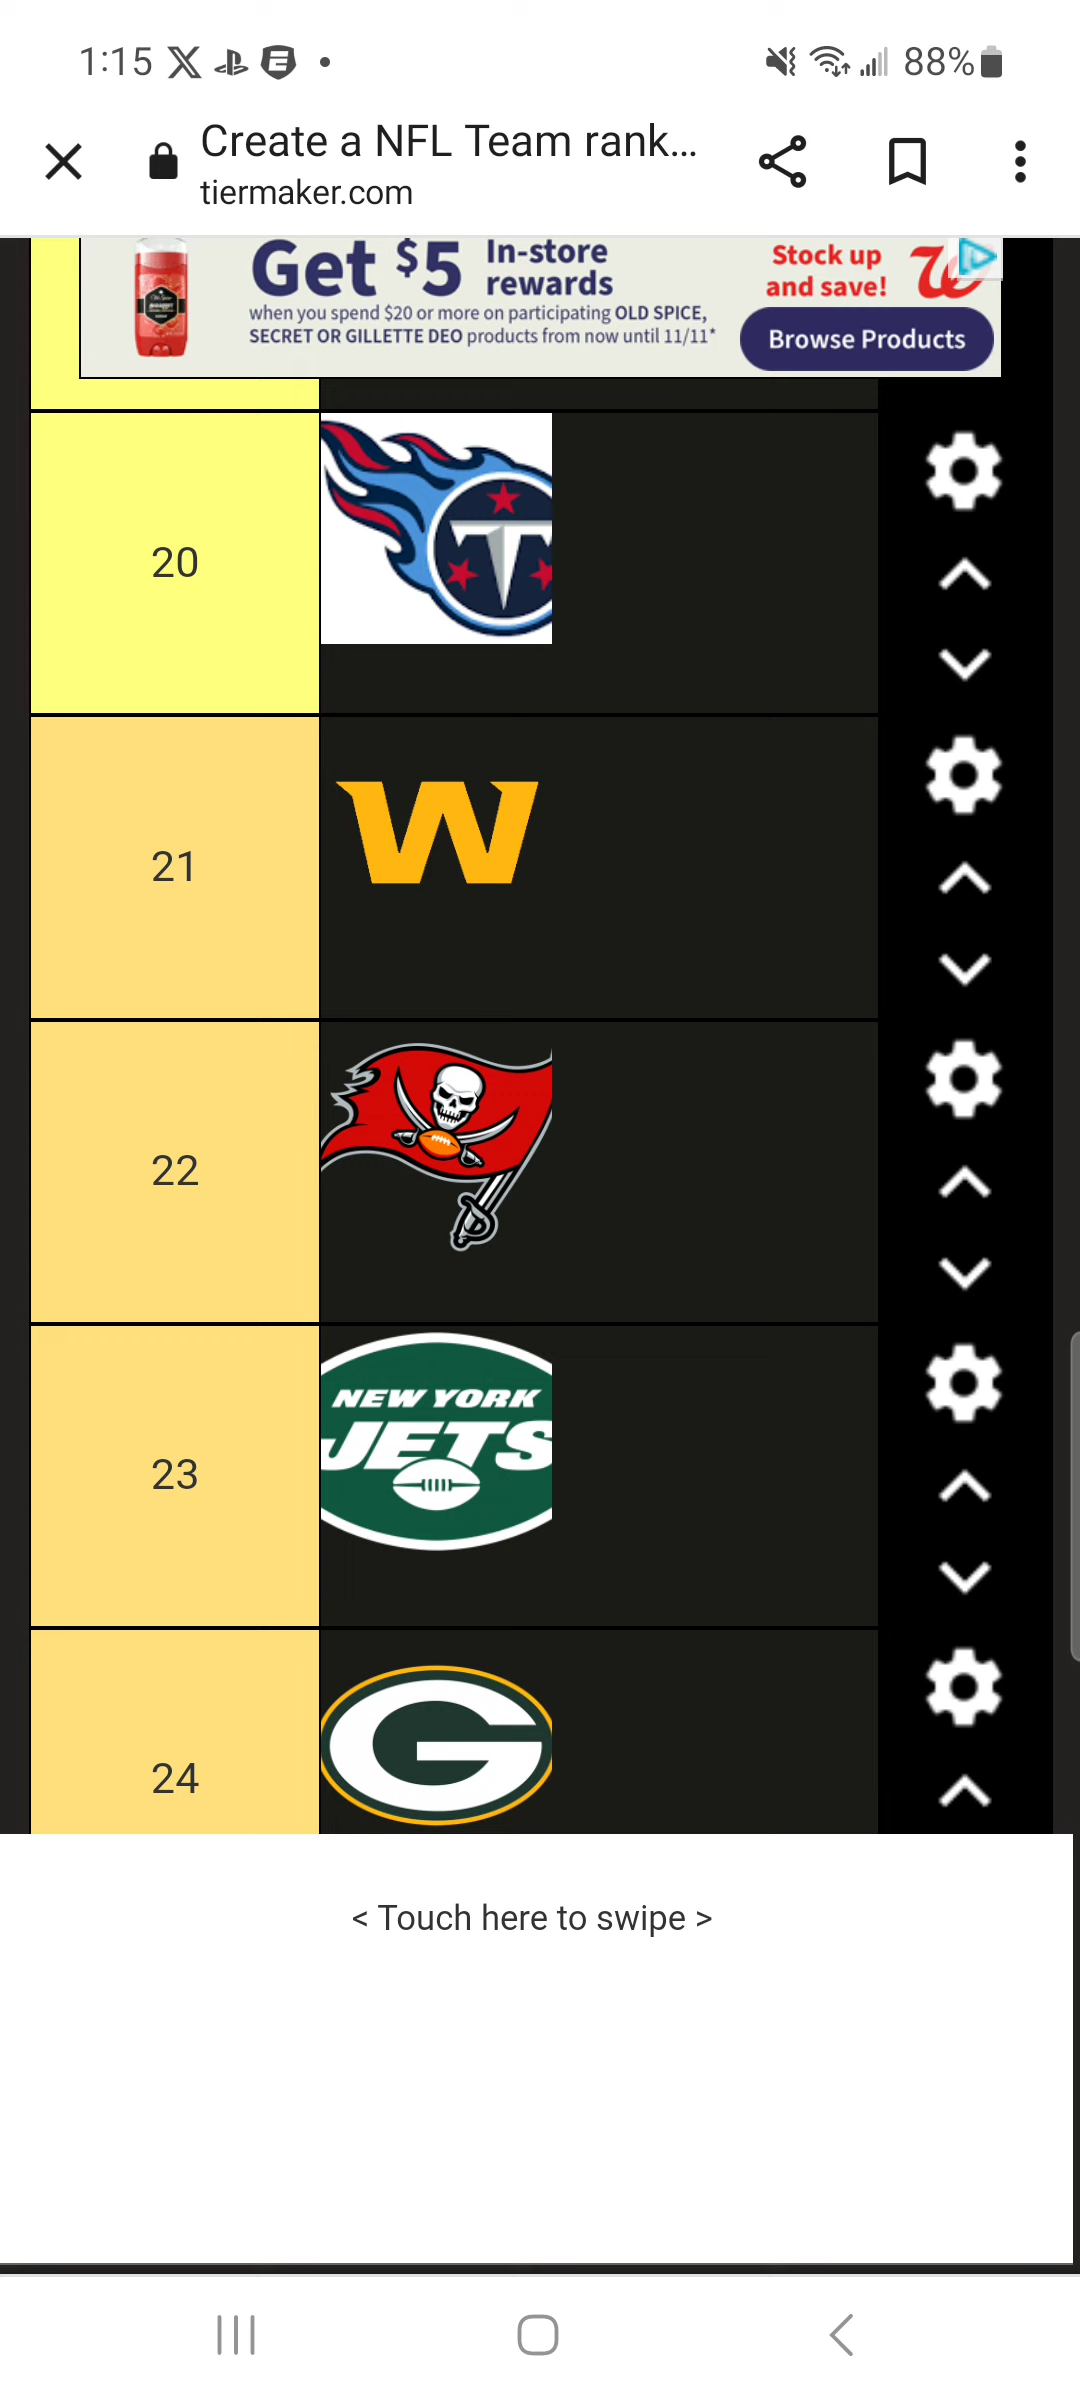 1:15
88%
Create a NFL Team rank...
tiermaker.com
Get $5 In-store rewards
when you spend $20 or more on participating OLD SPICE,
SECRET OR GILLETTE DEO products from now until 11/11*
Stock up
and save!
Browse Products
20
T
21
W
22
23
NEW YORK
JETS
24
G
< Touch here to swipe >